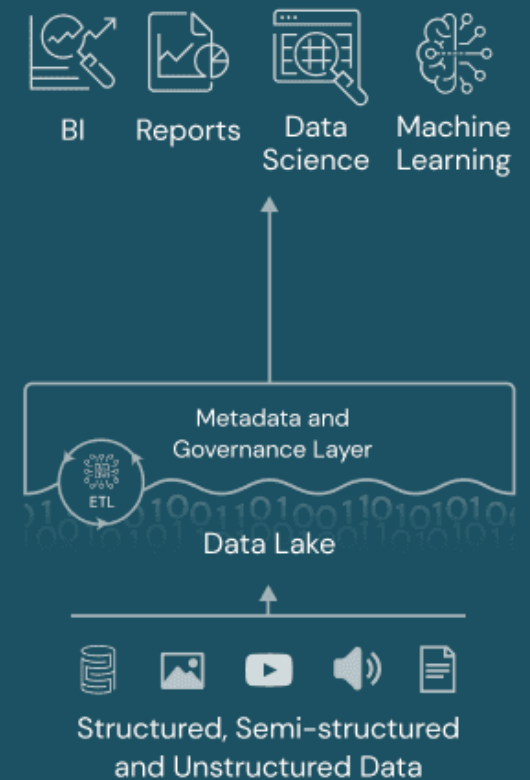 BI
Reports
Data
Science
Machine
Learning
Metadata and
Governance Layer
ETL
Data Lake
Structured, Semi-structured
and Unstructured Data